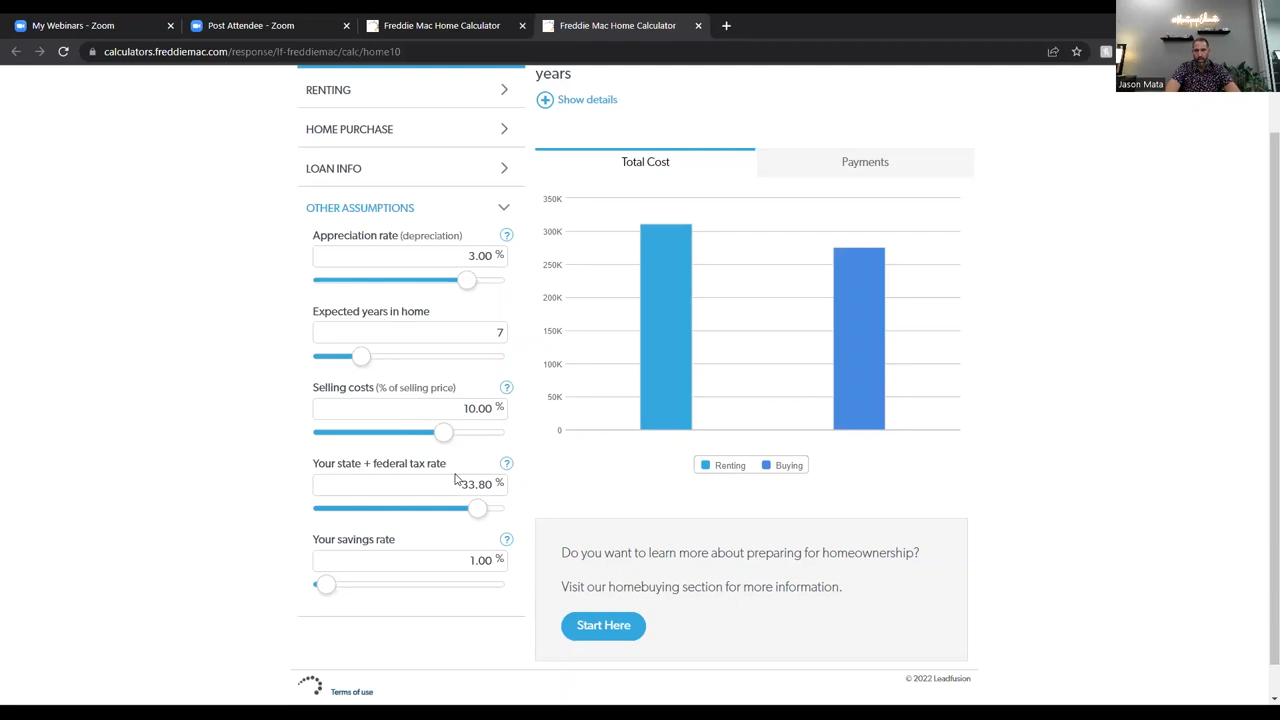 My Webinars - Zoom
Post Attendee - Zoom
Freddie Mac Home Calculator
Freddie Mac Home Calculator
calculators.freddiemac.com/response/lf-freddiemac/calc/home10
Jason Mata
RENTING
HOME PURCHASE
LOAN INFO
OTHER ASSUMPTIONS
Appreciation rate (depreciation)
3.00 %
Expected years in home
7
Selling costs (% of selling price)
10.00 %
Your state + federal tax rate
33.80 %
Your savings rate
1.00 %
years
Show details
Total Cost
Payments
350K
300K
250K
200K
150K
100K
50K
0
Renting
Buying
Do you want to learn more about preparing for homeownership?
Visit our homebuying section for more information.
Start Here
Terms of use
© 2022 Leadfusion